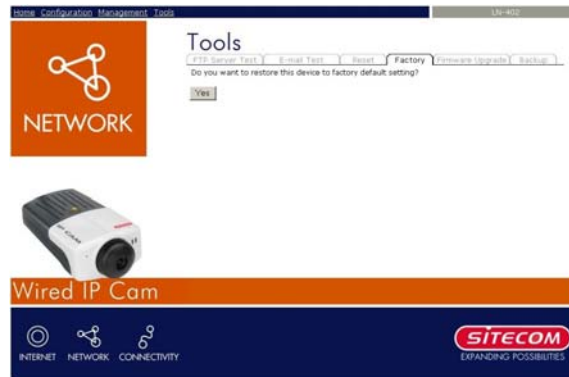 Home Configuration Management Tools
LN-402
Tools
FTP Server Test E-mail Test Reset Factory Firmware Upgrade Backup
Do you want to restore this device to factory default setting?
Yes
NETWORK
IP CAM
Wired IP Cam
INTERNET NETWORK CONNECTIVITY
SITECOM
EXPANDING POSSIBILITIES